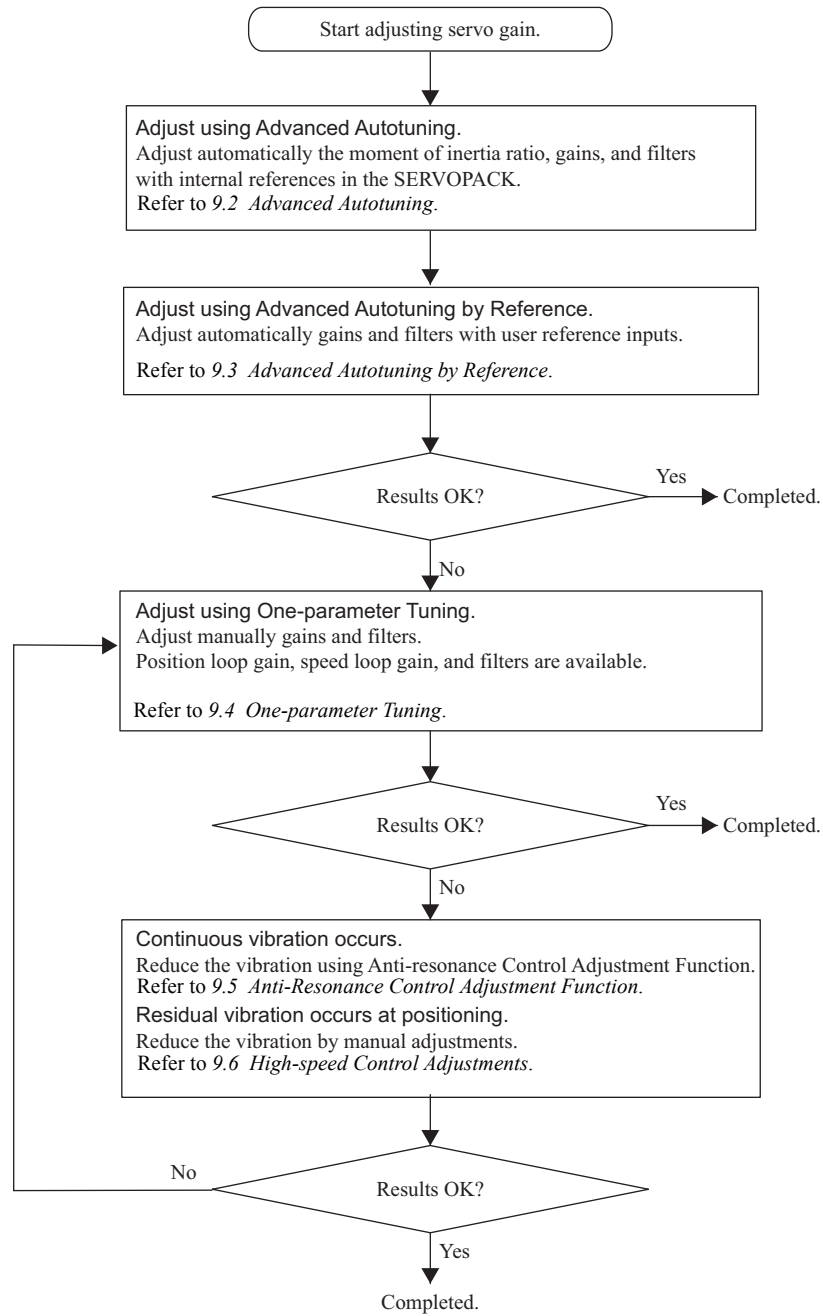 Start adjusting servo gain.
Adjust using Advanced Autotuning.
Adjust automatically the moment of inertia ratio, gains, and filters
with internal references in the SERVOPACK.
Refer to 9.2 Advanced Autotuning.
Adjust using Advanced Autotuning by Reference.
Adjust automatically gains and filters with user reference inputs.
Refer to 9.3 Advanced Autotuning by Reference.
Results OK?
Yes
Completed.
No
Adjust using One-parameter Tuning.
Adjust manually gains and filters.
Position loop gain, speed loop gain, and filters are available.
Refer to 9.4 One-parameter Tuning.
Results OK?
Yes
Completed.
No
Continuous vibration occurs.
Reduce the vibration using Anti-resonance Control Adjustment Function.
Refer to 9.5 Anti-Resonance Control Adjustment Function.
Residual vibration occurs at positioning.
Reduce the vibration by manual adjustments.
Refer to 9.6 High-speed Control Adjustments.
No
Results OK?
Yes
Completed.